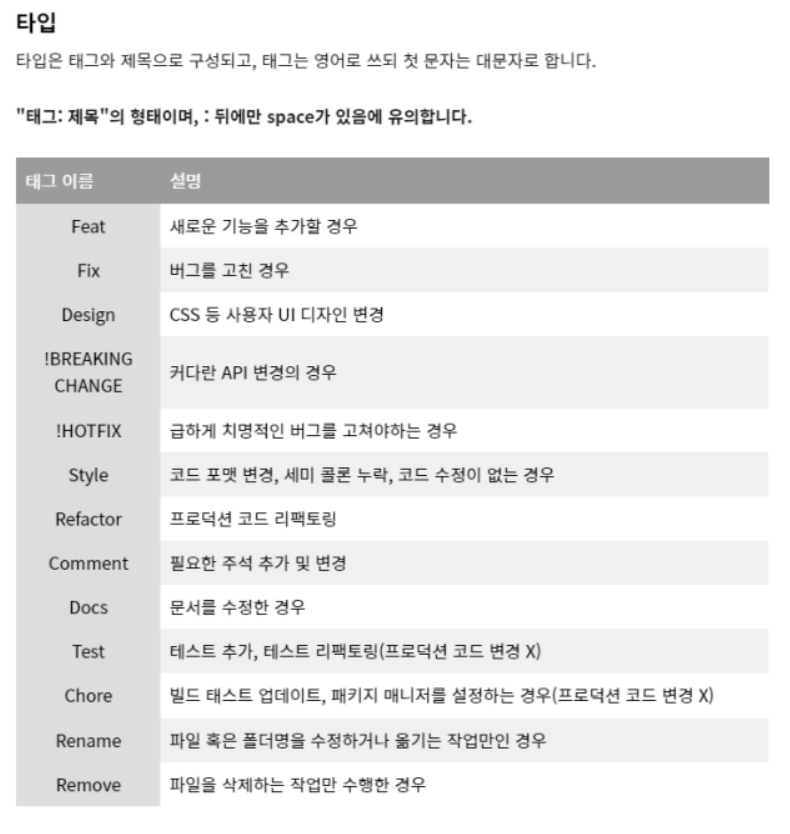 타입
타입은 태그와 제목으로 구성되고, 태그는 영어로 쓰되 첫 문자는 대문자로 합니다.
"태그: 제목"의 형태이며, : 뒤에만 space가 있음에 유의합니다.
태그 이름 설명
Feat 새로운 기능을 추가할 경우
Fix 버그를 고친 경우
Design CSS 등 사용자 UI 디자인 변경
!BREAKING
CHANGE 커다란 API 변경의 경우
!HOTFIX 급하게 치명적인 버그를 고쳐야하는 경우
Style 코드 포맷 변경, 세미 콜론 누락, 코드 수정이 없는 경우
Refactor 프로덕션 코드 리팩토링
Comment 필요한 주석 추가 및 변경
Docs 문서를 수정한 경우
Test 테스트 추가, 테스트 리팩토링(프로덕션 코드 변경 X)
Chore 빌드 태스트 업데이트, 패키지 매니저를 설정하는 경우(프로덕션 코드 변경 X)
Rename 파일 혹은 폴더명을 수정하거나 옮기는 작업만인 경우
Remove 파일을 삭제하는 작업만 수행한 경우